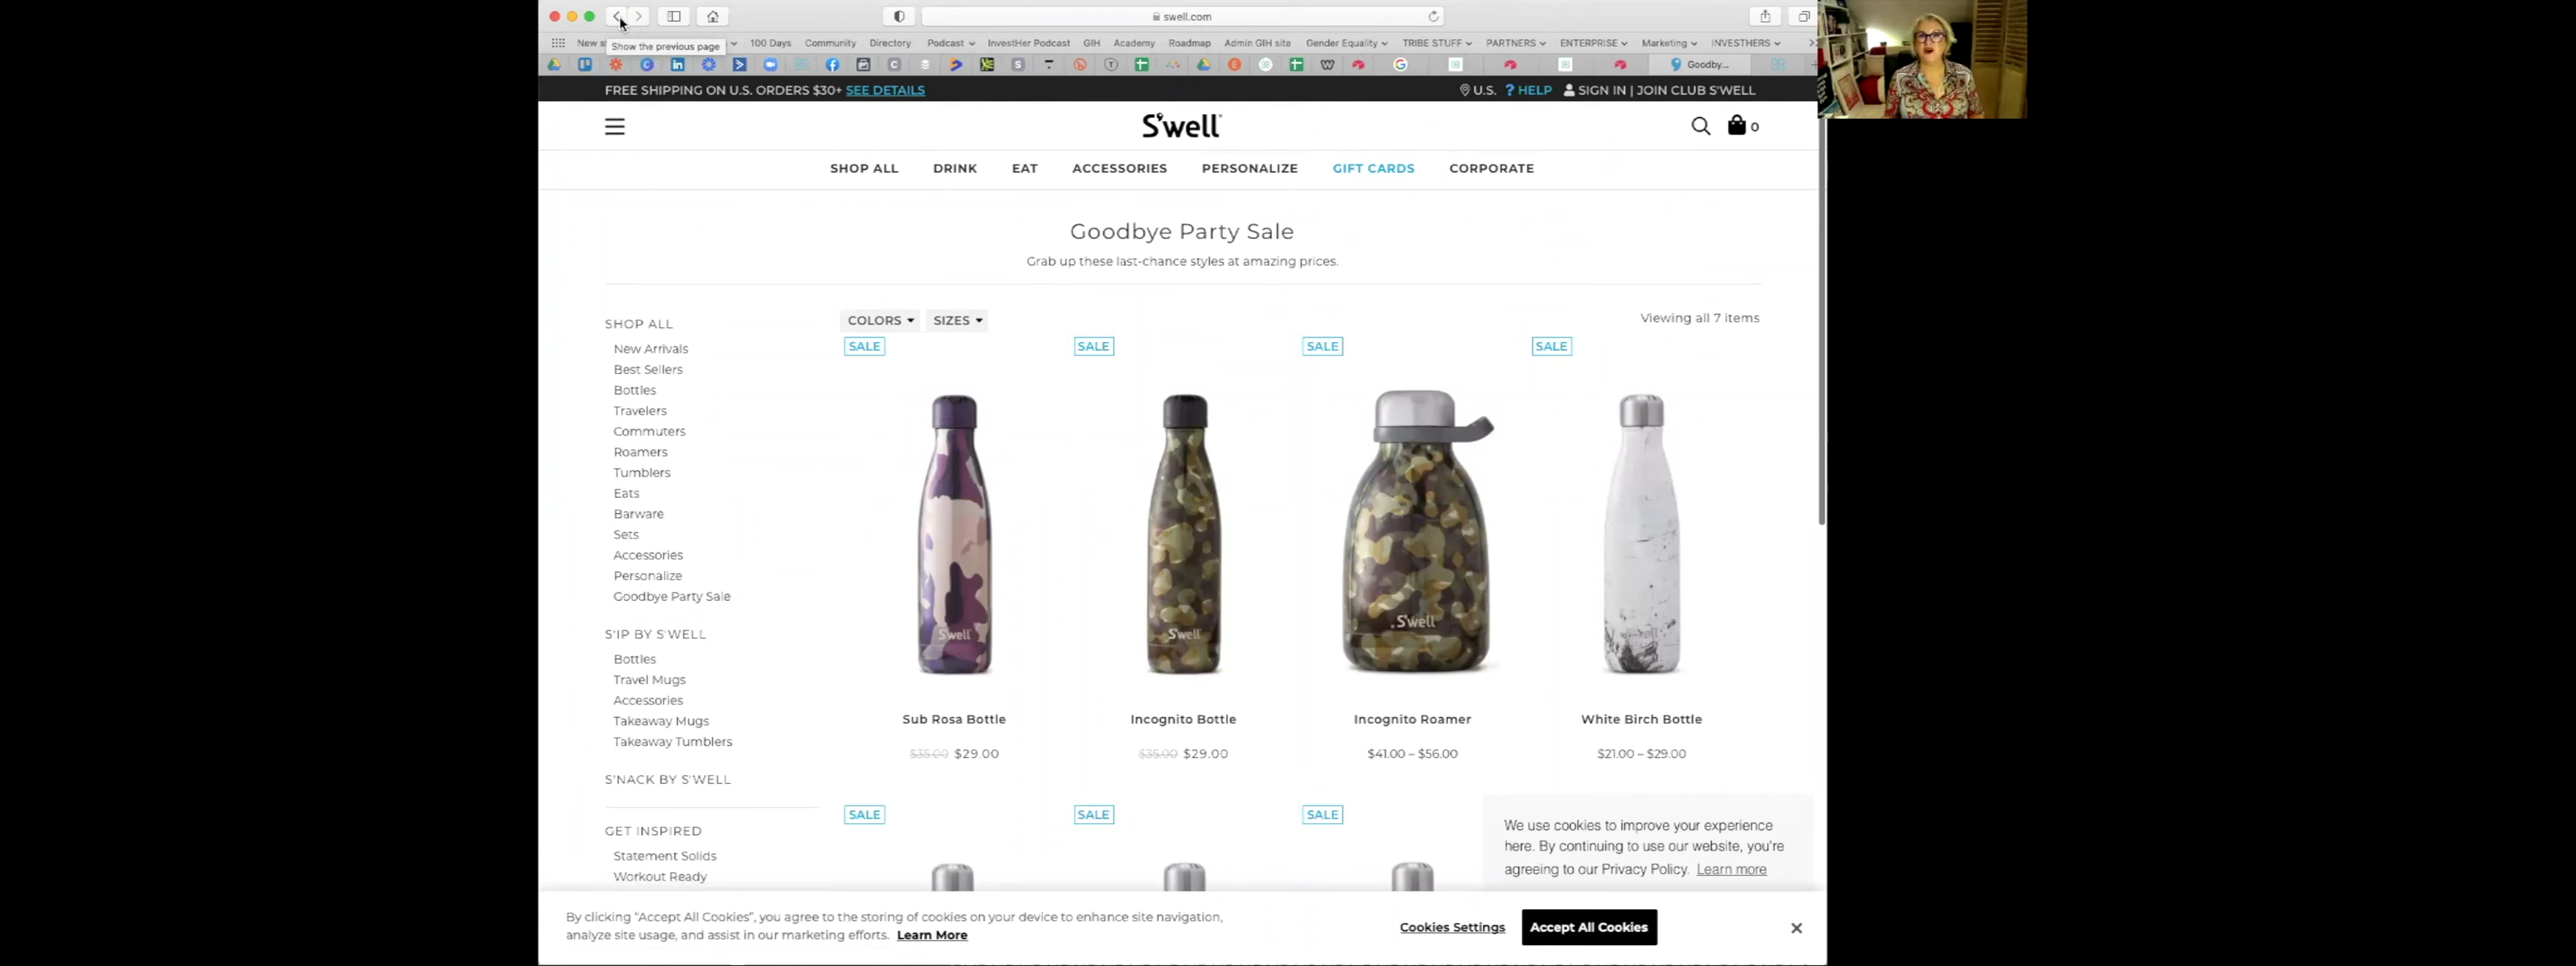 swell.com
New s
100 Days
Community
Directory
Podcast
InvestHer Podcast
GIH
Academy
Roadmap
Admin GIH site
Gender Equality
TRIBE STUFF
PARTNERS
ENTERPRISE
Marketing
INVESTHERS
Show the previous page
Goodby...
FREE SHIPPING ON U.S. ORDERS $30+ SEE DETAILS
U.S. ? HELP SIGN IN | JOIN CLUB S'WELL
S'well
0
SHOP ALL DRINK EAT ACCESSORIES PERSONALIZE GIFT CARDS CORPORATE
Goodbye Party Sale
Grab up these last-chance styles at amazing prices.
SHOP ALL
New Arrivals
Best Sellers
Bottles
Travelers
Commuters
Roamers
Tumblers
Eats
Barware
Sets
Accessories
Personalize
Goodbye Party Sale
S'IP BY S'WELL
Bottles
Travel Mugs
Accessories
Takeaway Mugs
Takeaway Tumblers
S'NACK BY S'WELL
GET INSPIRED
Statement Solids
Workout Ready
COLORS SIZES
Viewing all 7 items
SALE SALE SALE SALE
S'well S'well S'well
Sub Rosa Bottle Incognito Bottle Incognito Roamer White Birch Bottle
$35.00 $29.00 $35.00 $29.00 $41.00 – $56.00 $21.00 – $29.00
SALE SALE SALE
We use cookies to improve your experience
here. By continuing to use our website, you're
agreeing to our Privacy Policy. Learn more
By clicking "Accept All Cookies", you agree to the storing of cookies on your device to enhance site navigation,
analyze site usage, and assist in our marketing efforts. Learn More
Cookies Settings Accept All Cookies